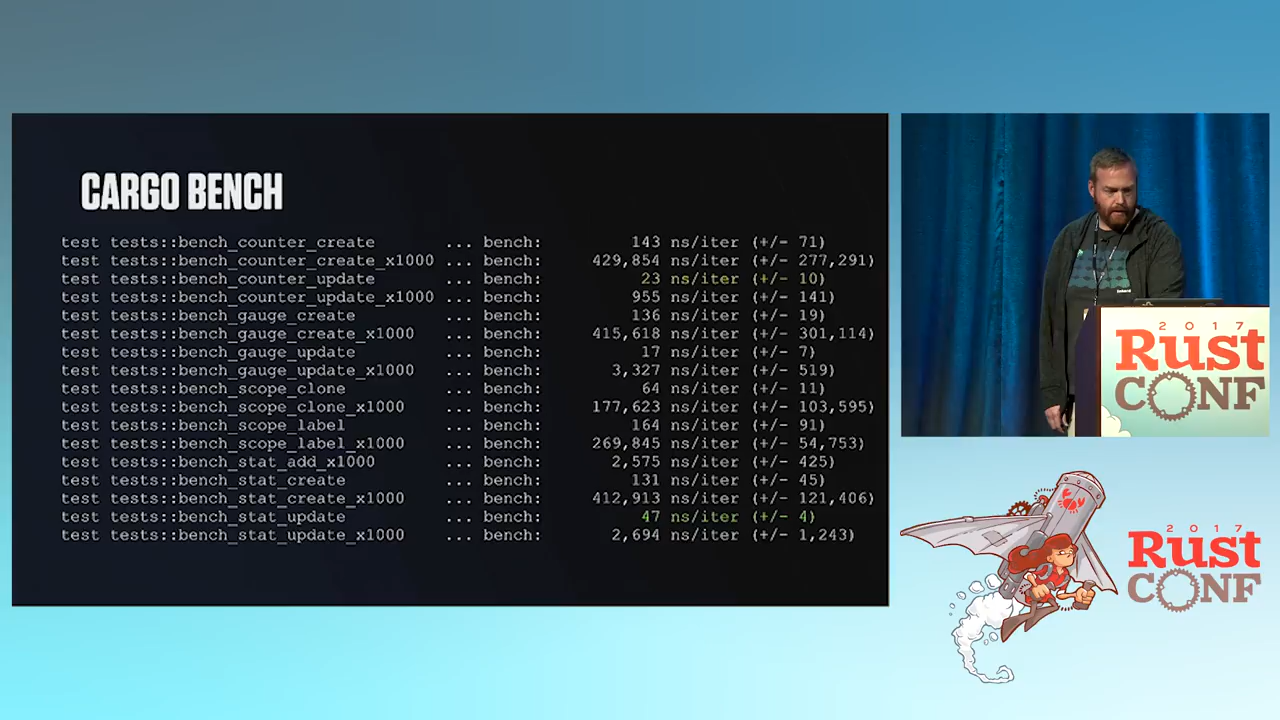 CARGO BENCH
test tests::bench_counter_create ... bench: 143 ns/iter (+/- 71)
test tests::bench_counter_create_x1000 ... bench: 429,854 ns/iter (+/- 277,291)
test tests::bench_counter_update ... bench: 23 ns/iter (+/- 10)
test tests::bench_counter_update_x1000 ... bench: 955 ns/iter (+/- 141)
test tests::bench_gauge_create ... bench: 136 ns/iter (+/- 19)
test tests::bench_gauge_create_x1000 ... bench: 415,618 ns/iter (+/- 301,114)
test tests::bench_gauge_update ... bench: 17 ns/iter (+/- 7)
test tests::bench_gauge_update_x1000 ... bench: 3,327 ns/iter (+/- 519)
test tests::bench_scope_clone ... bench: 64 ns/iter (+/- 11)
test tests::bench_scope_clone_x1000 ... bench: 177,623 ns/iter (+/- 103,595)
test tests::bench_scope_label ... bench: 164 ns/iter (+/- 91)
test tests::bench_scope_label_x1000 ... bench: 269,845 ns/iter (+/- 54,753)
test tests::bench_stat_add_x1000 ... bench: 2,575 ns/iter (+/- 425)
test tests::bench_stat_create ... bench: 131 ns/iter (+/- 45)
test tests::bench_stat_create_x1000 ... bench: 412,913 ns/iter (+/- 121,406)
test tests::bench_stat_update ... bench: 47 ns/iter (+/- 4)
test tests::bench_stat_update_x1000 ... bench: 2,694 ns/iter (+/- 1,243)
2017
Rust
CONF
2017
Rust
CONF